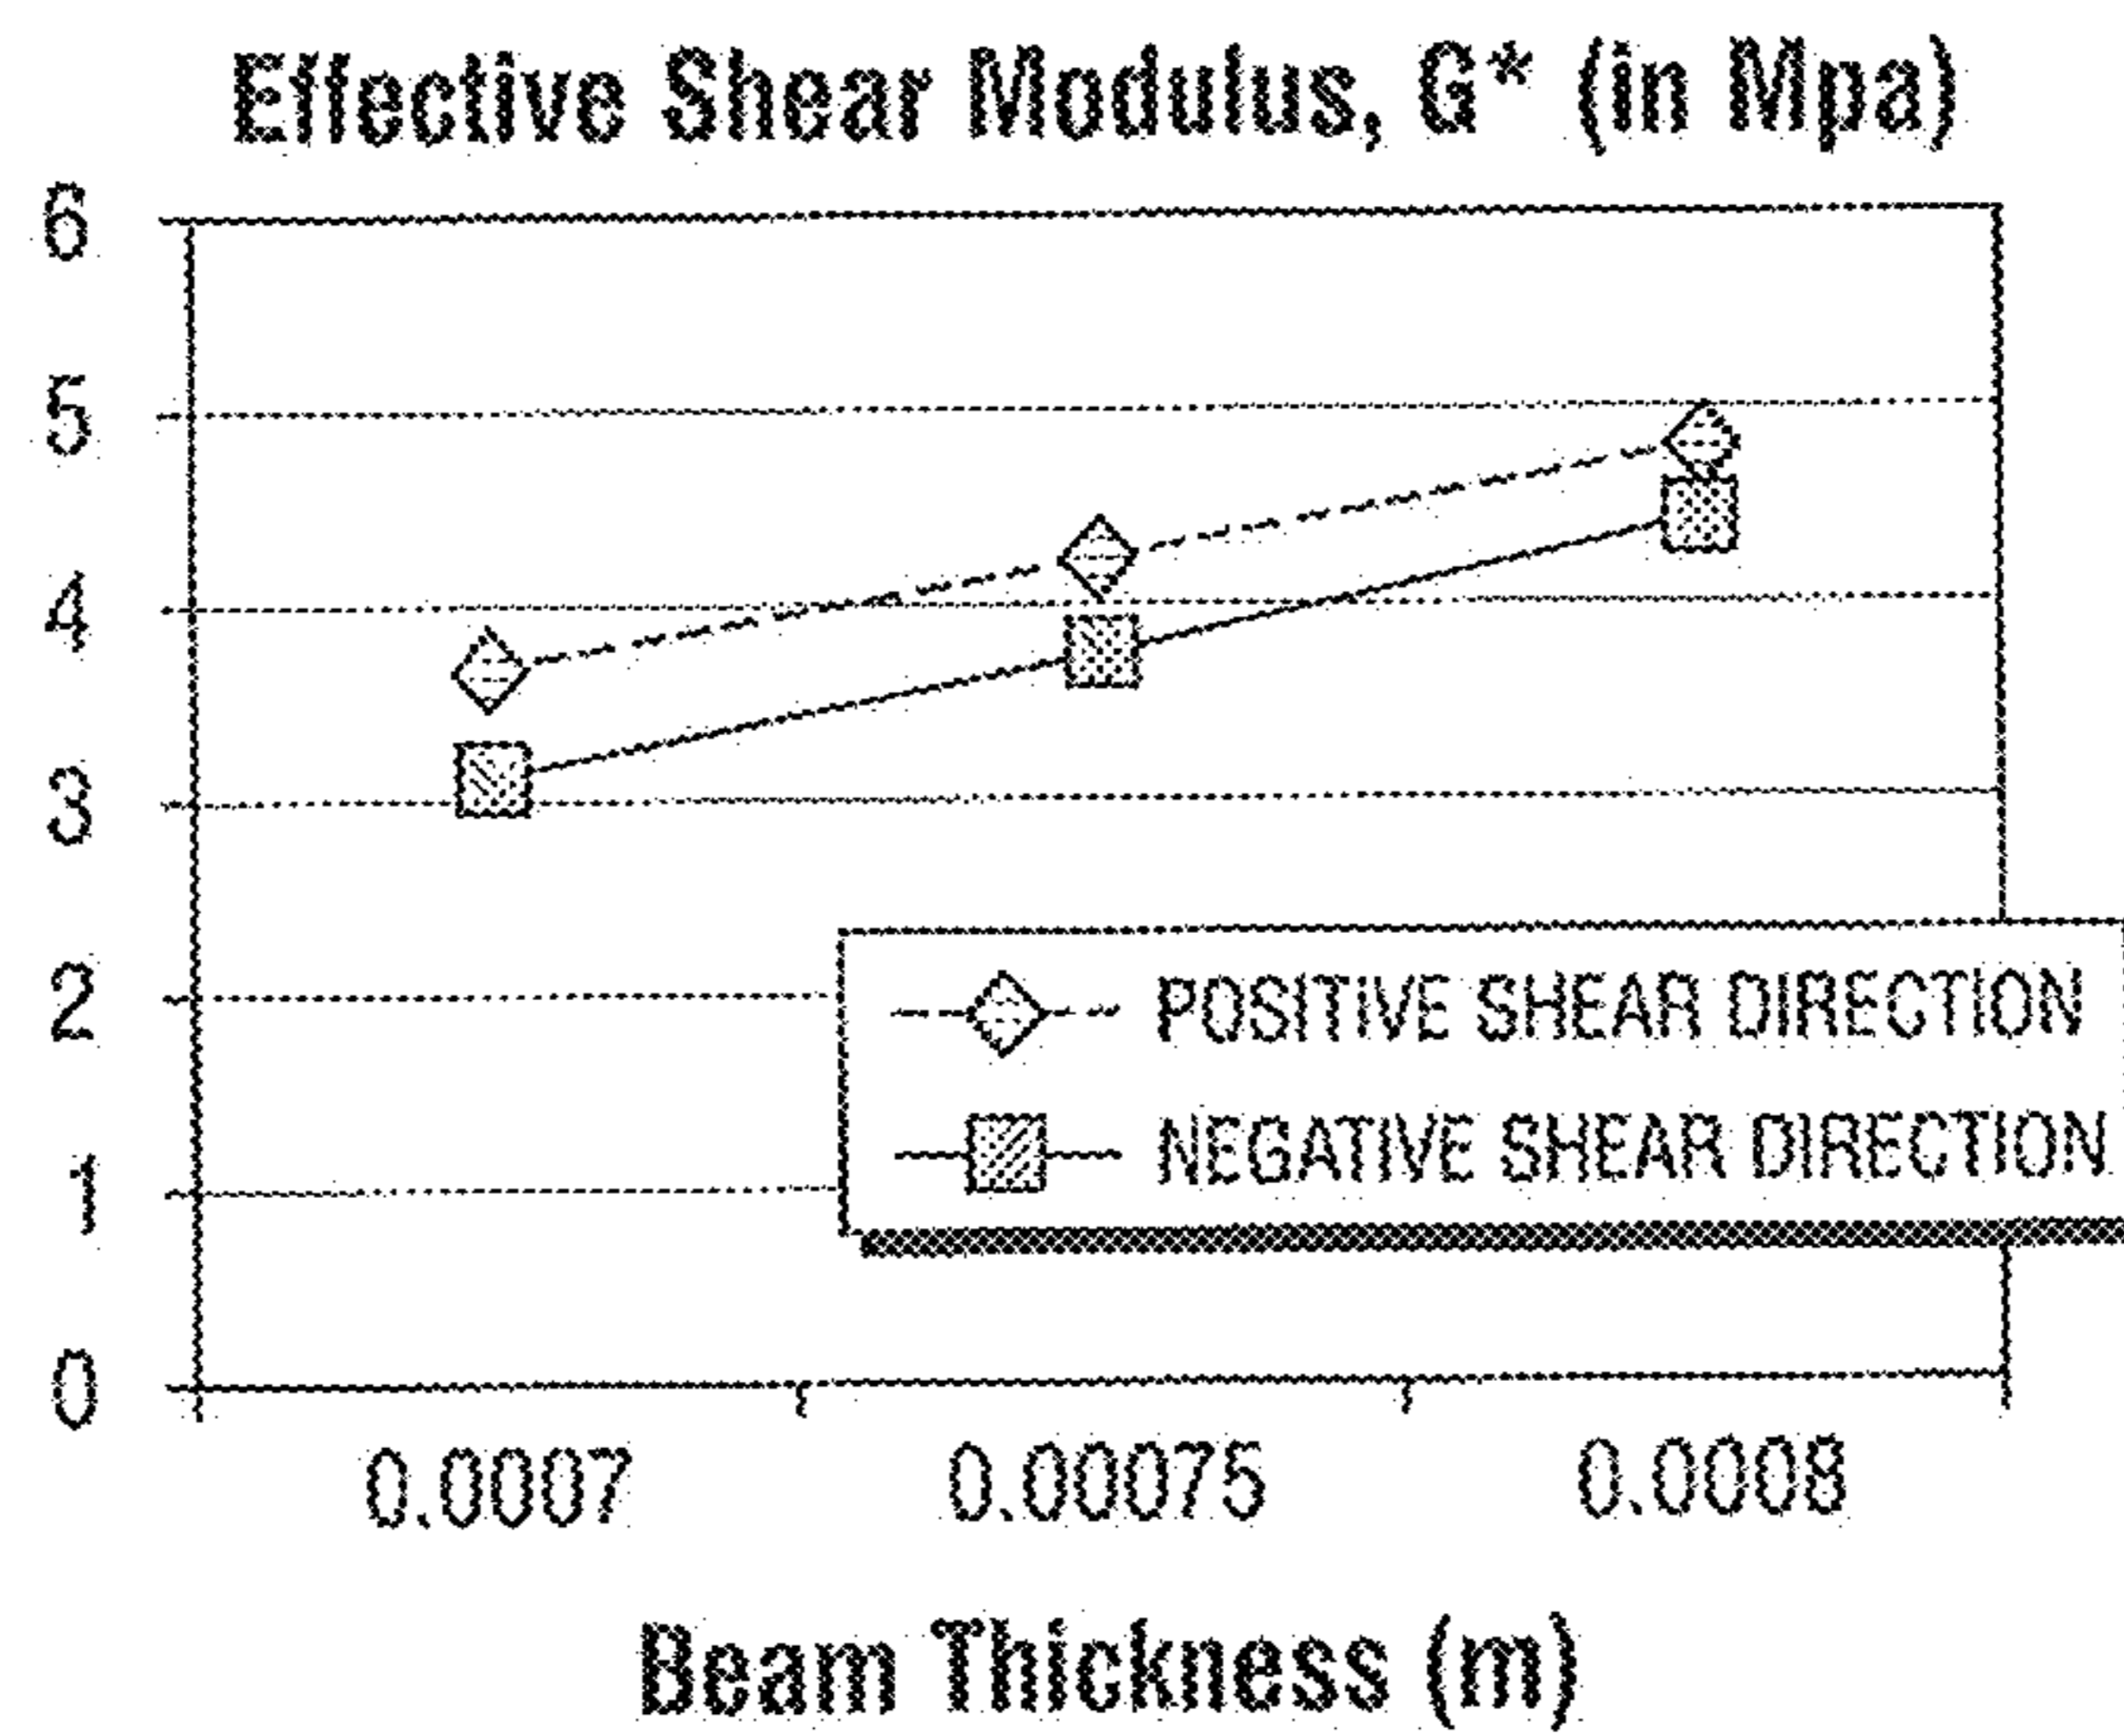 Effective Shear Modulus, G* (in Mpa)
6
5
4
3
2
1
0
POSITIVE SHEAR DIRECTION
NEGATIVE SHEAR DIRECTION
0.0007 0.00075 0.0008
Beam Thickness (m)